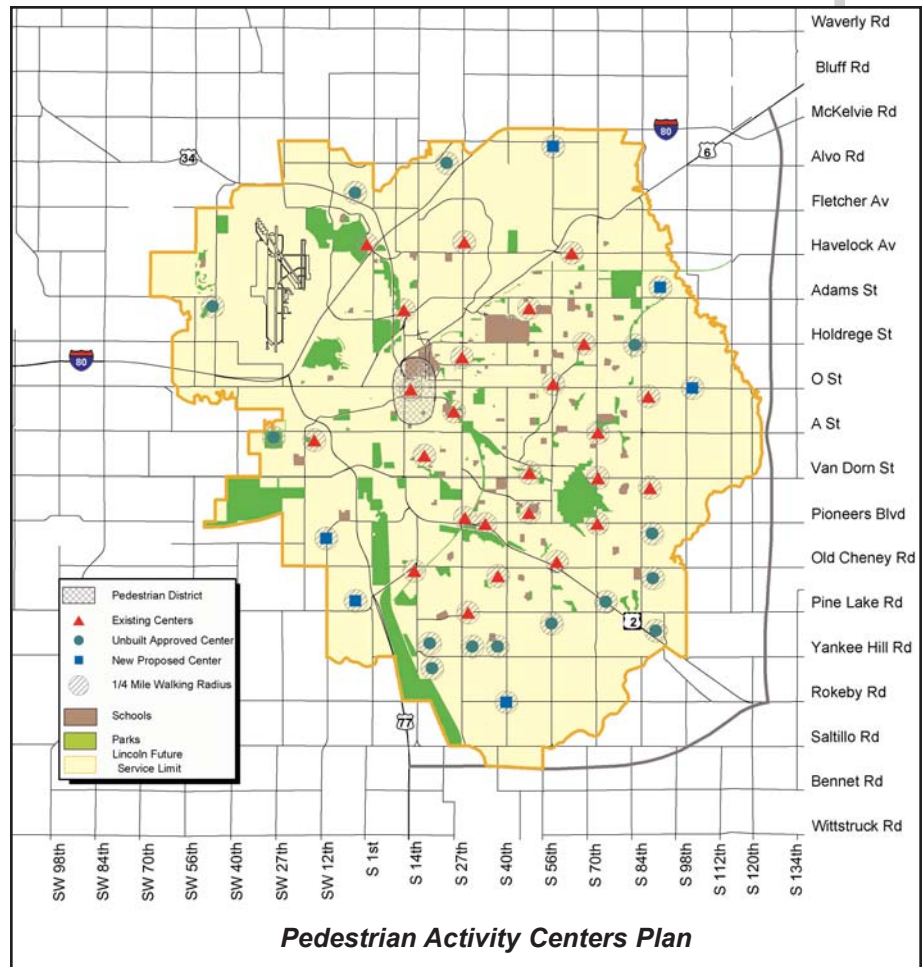 Waverly Rd
Bluff Rd
McKelvie Rd
80
34
6
Alvo Rd
Fletcher Av
Havelock Av
Adams St
Holdrege St
80
O St
A St
Van Dorn St
Pioneers Blvd
Old Cheney Rd
Pine Lake Rd
2
Yankee Hill Rd
Rokeby Rd
77
Saltillo Rd
Bennet Rd
Wittstruck Rd
Pedestrian District
Existing Centers
Unbuilt Approved Center
New Proposed Center
1/4 Mile Walking Radius
Schools
Parks
Lincoln Future
Service Limit
SW 98th
SW 84th
SW 70th
SW 56th
SW 40th
SW 27th
SW 12th
S 1st
S 14th
S 27th
S 40th
S 56th
S 70th
S 84th
S 98th
S 112th
S 120th
S 134th
Pedestrian Activity Centers Plan